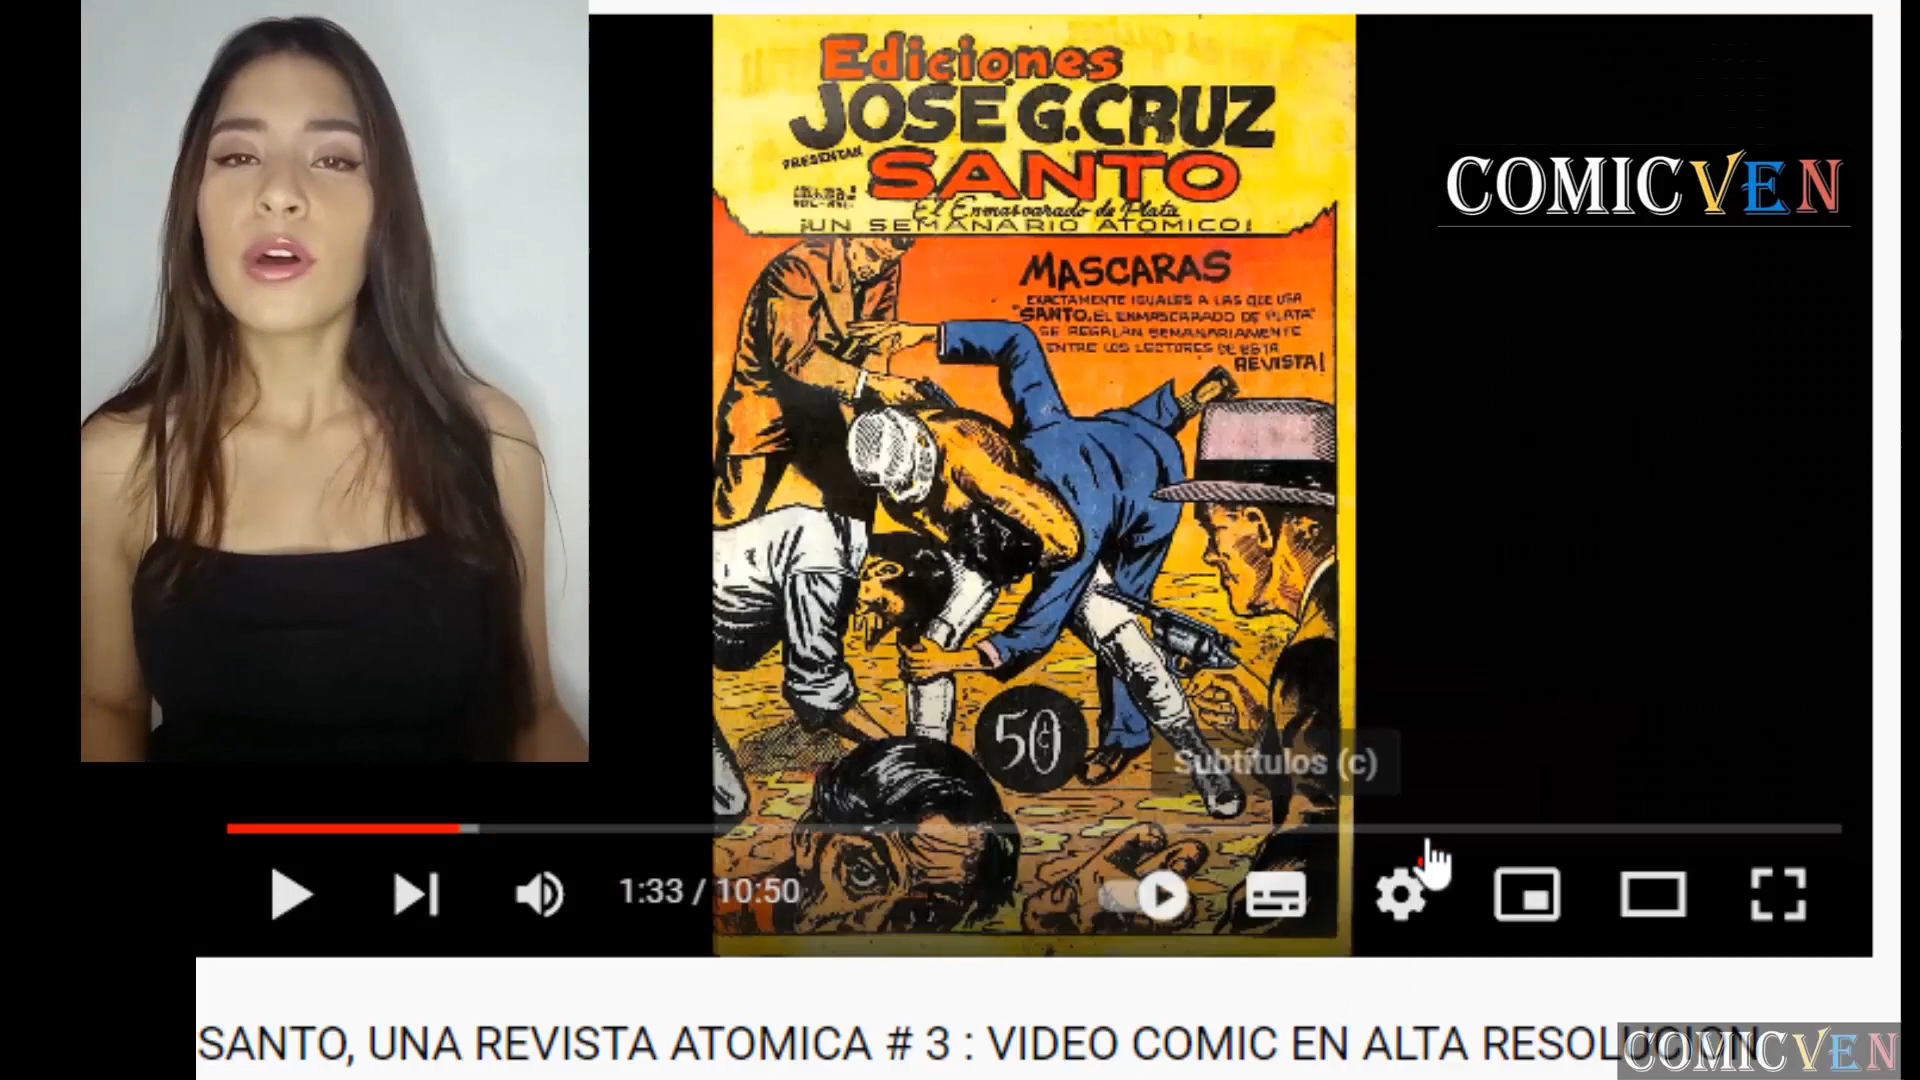 Ediciones
JOSE G. CRUZ
PRESENTAN
SANTO
El Enmascarado de Plata
¡UN SEMANARIO ATOMICO!
COMICVEN
MASCARAS
EXACTAMENTE IGUALES A LAS QUE USA
"SANTO, EL ENMASCARADO DE PLATA"
SE REGALAN SEMANARIAMENTE
ENTRE LOS LECTORES DE ESTA
REVISTA!
50¢
Subtítulos (c)
1:33 / 10:50
SANTO, UNA REVISTA ATOMICA # 3 : VIDEO COMIC EN ALTA RESOLUCION
COMICVEN